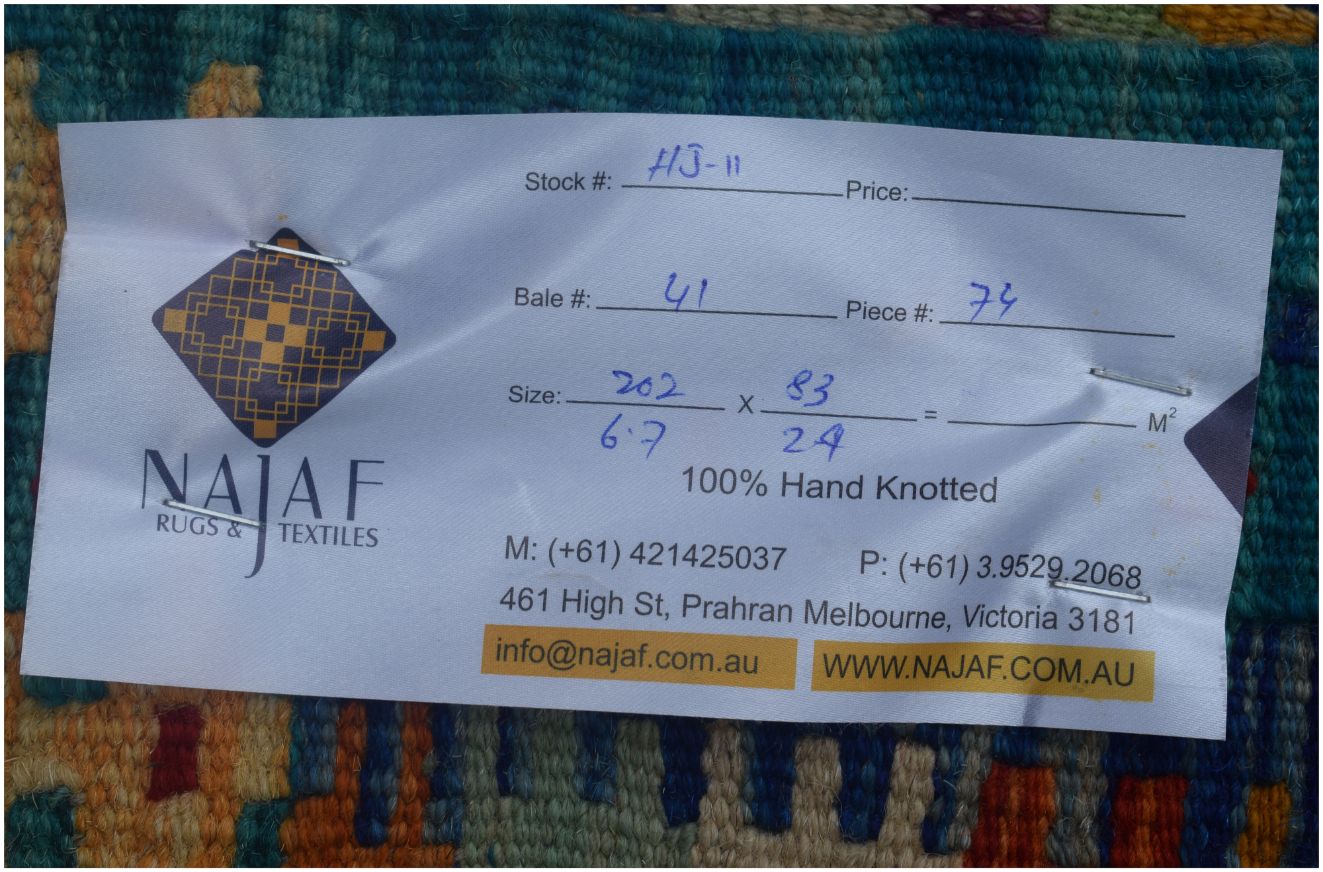 Stock #: HJ-11 Price:
Bale #: 41 Piece #: 74
Size: 202 X 83 = M²
6.7 2.9
100% Hand Knotted
NAJAF
RUGS & TEXTILES
M: (+61) 421425037 P: (+61) 3.9529.2068
461 High St, Prahran Melbourne, Victoria 3181
info@najaf.com.au WWW.NAJAF.COM.AU